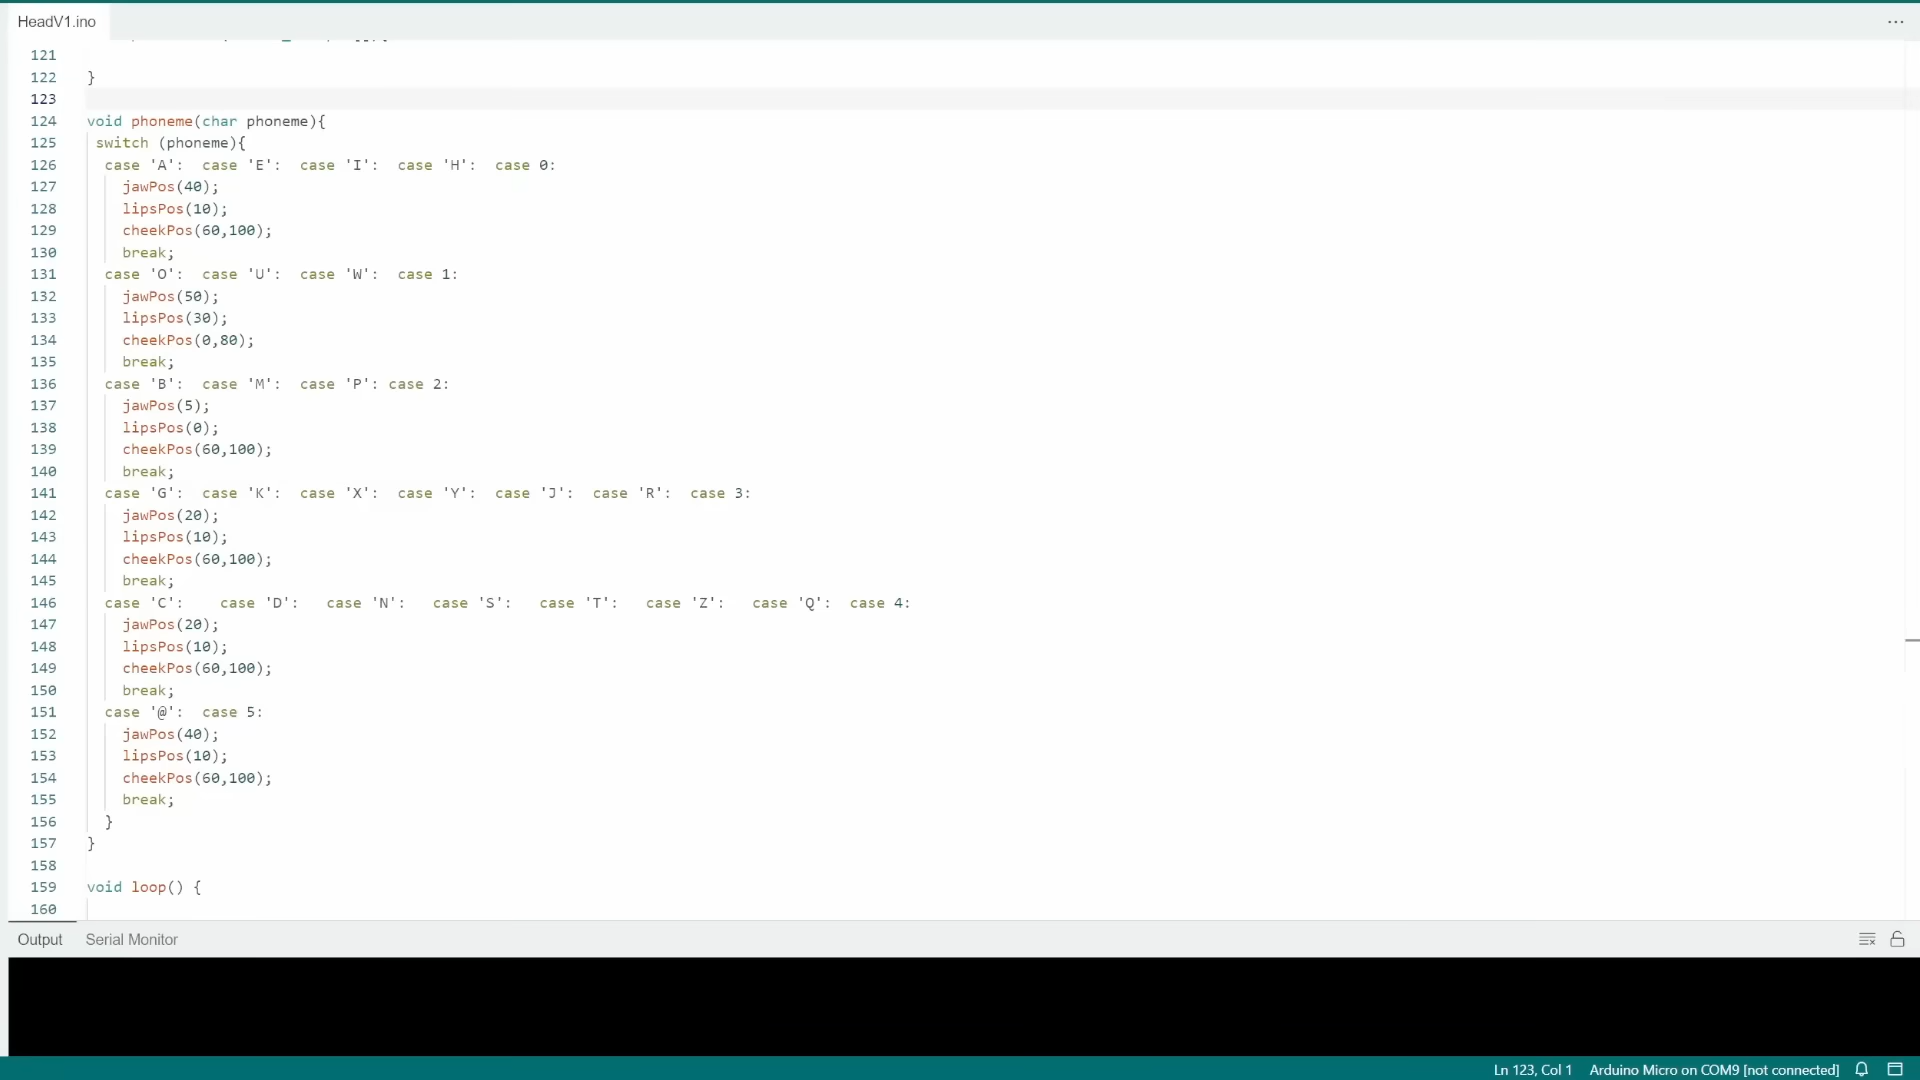 HeadV1.ino
121
122 }
123
124 void phoneme(char phoneme){
125 switch (phoneme){
126 case 'A': case 'E': case 'I': case 'H': case 0:
127 jawPos(40);
128 lipsPos(10);
129 cheekPos(60,100);
130 break;
131 case 'O': case 'U': case 'W': case 1:
132 jawPos(50);
133 lipsPos(30);
134 cheekPos(0,80);
135 break;
136 case 'B': case 'M': case 'P': case 2:
137 jawPos(5);
138 lipsPos(0);
139 cheekPos(60,100);
140 break;
141 case 'G': case 'K': case 'X': case 'Y': case 'J': case 'R': case 3:
142 jawPos(20);
143 lipsPos(10);
144 cheekPos(60,100);
145 break;
146 case 'C': case 'D': case 'N': case 'S': case 'T': case 'Z': case 'Q': case 4:
147 jawPos(20);
148 lipsPos(10);
149 cheekPos(60,100);
150 break;
151 case '@': case 5:
152 jawPos(40);
153 lipsPos(10);
154 cheekPos(60,100);
155 break;
156 }
157 }
158
159 void loop() {
160
Output Serial Monitor
Ln 123, Col 1 Arduino Micro on COM9 [not connected]